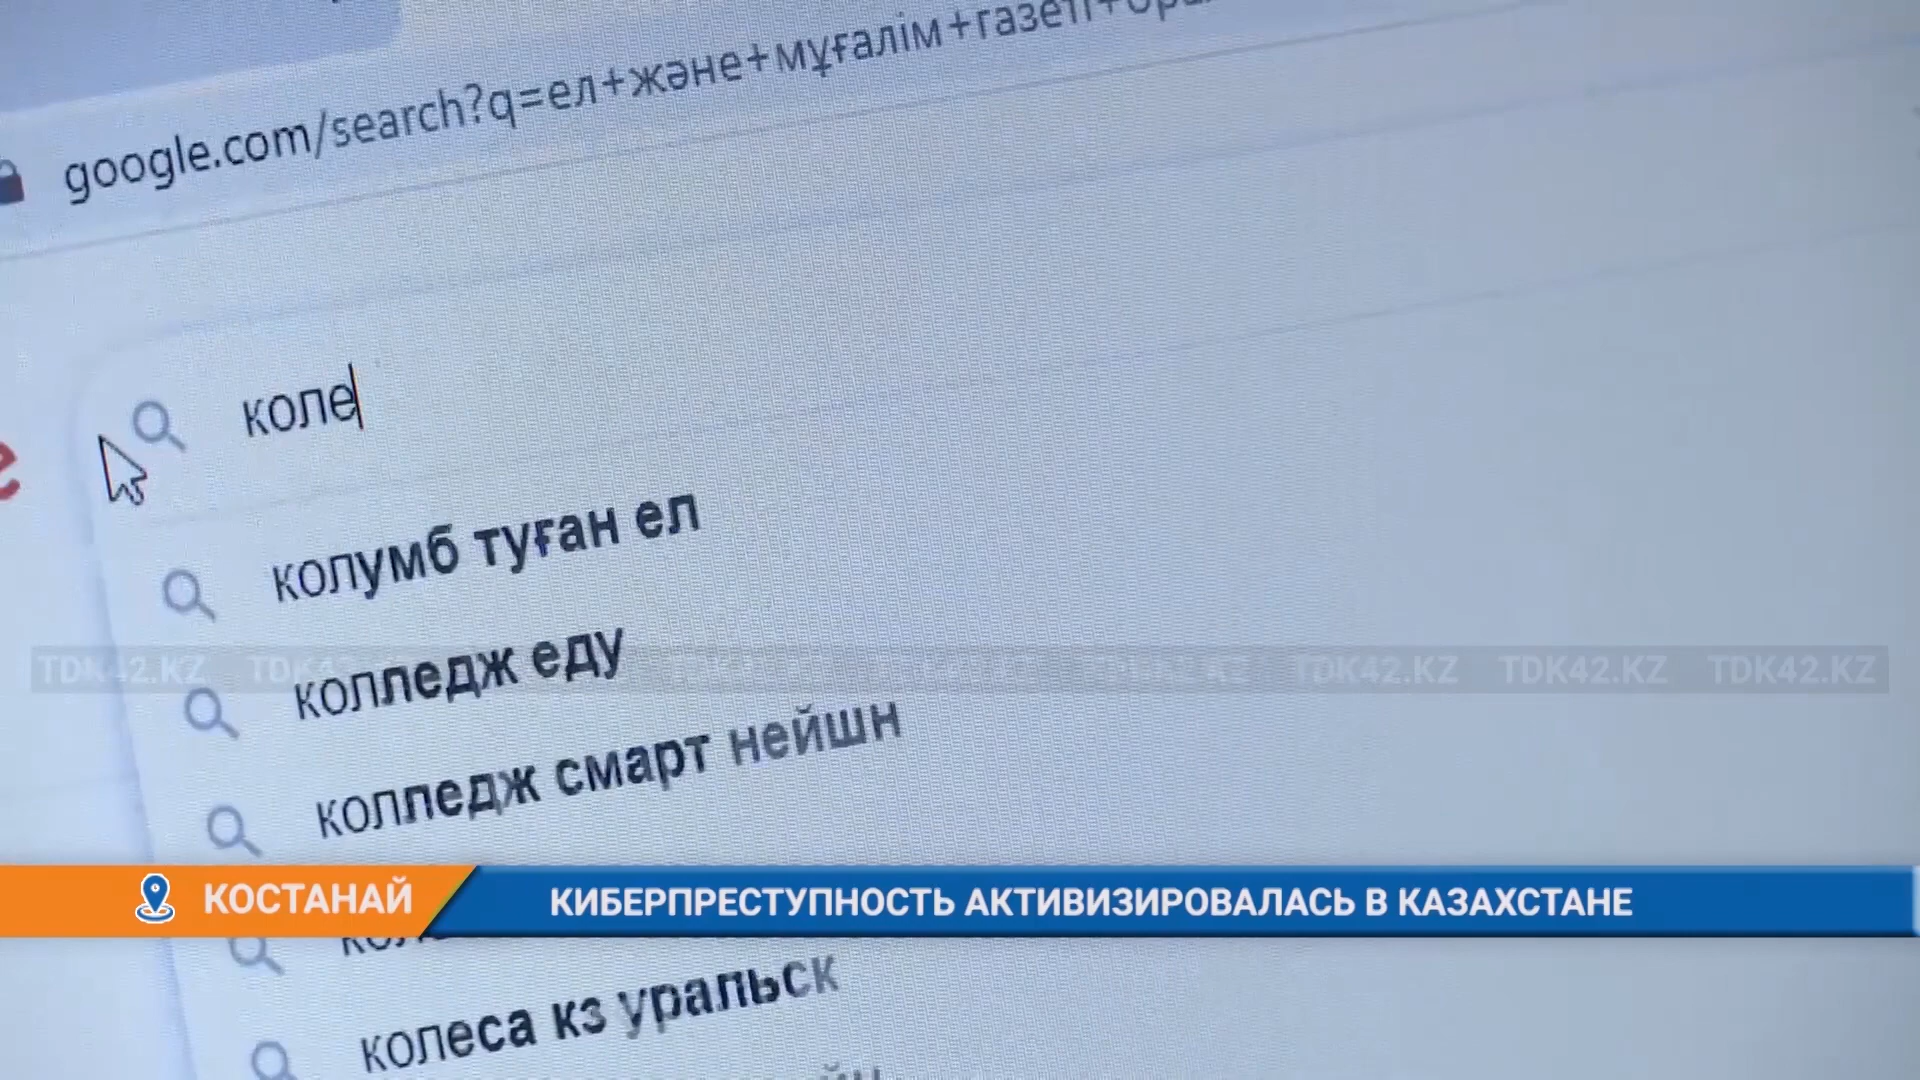 google.com/search?q=ел+және+мұғалім+газеті+
коле
колумб туған ел
колледж еду
TDK42.KZ TDK42.KZ TDK42.KZ TDK42.KZ
колледж смарт нейшн
КОСТАНАЙ
КИБЕРПРЕСТУПНОСТЬ АКТИВИЗИРОВАЛАСЬ В КАЗАХСТАНЕ
колеса кз уральск